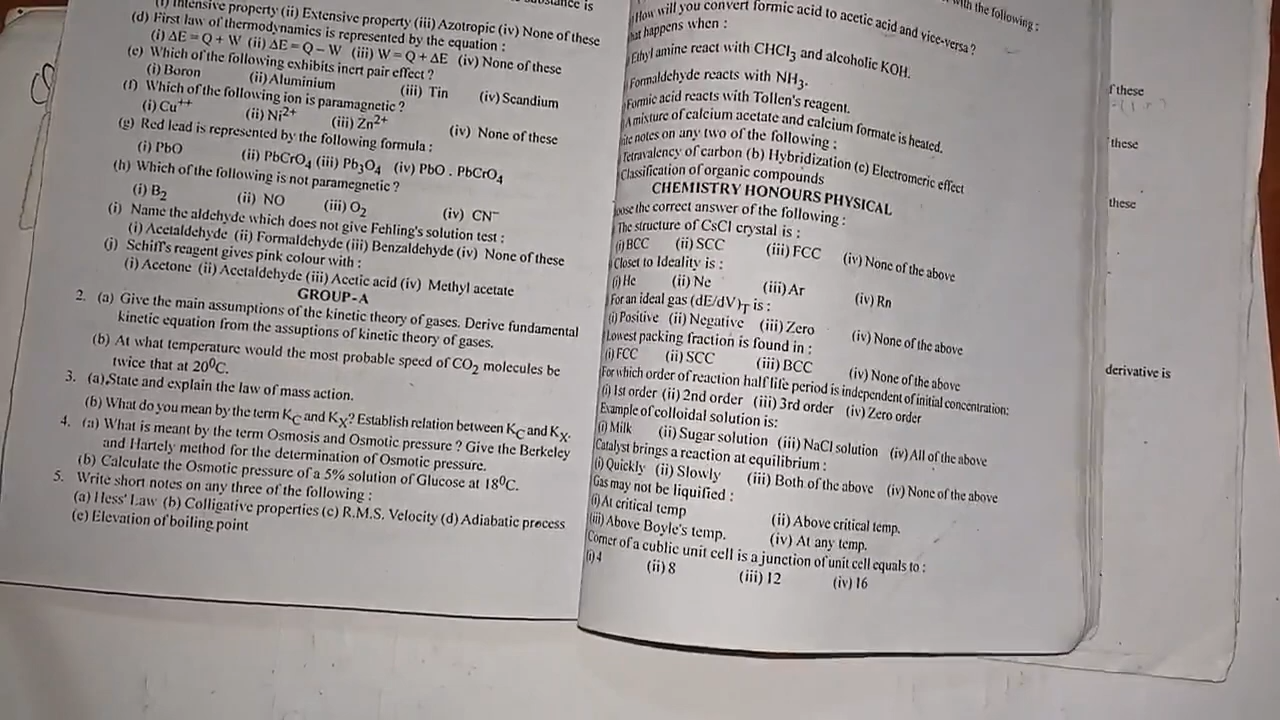 substance is
(i) Intensive property (ii) Extensive property (iii) Azotropic (iv) None of these
(d) First law of thermodynamics is represented by the equation :
(i) ΔE = Q + W (ii) ΔE = Q – W (iii) W = Q + ΔE (iv) None of these
(e) Which of the following exhibits inert pair effect ?
(i) Boron (ii) Aluminium (iii) Tin (iv) Scandium
(f) Which of the following ion is paramagnetic ?
(i) Cu⁺⁺ (ii) Ni²⁺ (iii) Zn²⁺ (iv) None of these
(g) Red lead is represented by the following formula :
(i) PbO (ii) PbCrO₄ (iii) Pb₃O₄ (iv) PbO . PbCrO₄
(h) Which of the following is not paramegnetic ?
(i) B₂ (ii) NO (iii) O₂ (iv) CN⁻
(i) Name the aldehyde which does not give Fehling's solution test :
(i) Acetaldehyde (ii) Formaldehyde (iii) Benzaldehyde (iv) None of these
(j) Schiff's reagent gives pink colour with :
(i) Acetone (ii) Acetaldehyde (iii) Acetic acid (iv) Methyl acetate
GROUP-A
2. (a) Give the main assumptions of the kinetic theory of gases. Derive fundamental
kinetic equation from the assuptions of kinetic theory of gases.
(b) At what temperature would the most probable speed of CO₂ molecules be
twice that at 20⁰C.
3. (a) State and explain the law of mass action.
(b) What do you mean by the term K_C and K_X? Establish relation between K_C and K_X.
4. (a) What is meant by the term Osmosis and Osmotic pressure ? Give the Berkeley
and Hartely method for the determination of Osmotic pressure.
(b) Calculate the Osmotic pressure of a 5% solution of Glucose at 18⁰C.
5. Write short notes on any three of the following :
(a) Hess' Law (b) Colligative properties (c) R.M.S. Velocity (d) Adiabatic process
(e) Elevation of boiling point
with the following :
How will you convert formic acid to acetic acid and vice-versa ?
hat happens when :
Ethyl amine react with CHCl₃ and alcoholic KOH.
Formaldehyde reacts with NH₃.
Formic acid reacts with Tollen's reagent.
A mixture of calcium acetate and calcium formate is heated.
ite notes on any two of the following :
Tetravalency of carbon (b) Hybridization (c) Electromeric effect
Classification of organic compounds
CHEMISTRY HONOURS PHYSICAL
oose the correct answer of the following :
The structure of CsCl crystal is :
(i) BCC (ii) SCC (iii) FCC (iv) None of the above
Closet to Ideality is :
(i) He (ii) Ne (iii) Ar (iv) Rn
For an ideal gas (dE/dV)_T is :
(i) Positive (ii) Negative (iii) Zero (iv) None of the above
Lowest packing fraction is found in :
(i) FCC (ii) SCC (iii) BCC (iv) None of the above
For which order of reaction half life period is independent of initial concentration:
(i) 1st order (ii) 2nd order (iii) 3rd order (iv) Zero order
Example of colloidal solution is:
(i) Milk (ii) Sugar solution (iii) NaCl solution (iv) All of the above
Catalyst brings a reaction at equilibrium :
(i) Quickly (ii) Slowly (iii) Both of the above (iv) None of the above
Gas may not be liquified :
(i) At critical temp (ii) Above critical temp.
(iii) Above Boyle's temp. (iv) At any temp.
Corner of a cublic unit cell is a junction of unit cell equals to :
(i) 4 (ii) 8 (iii) 12 (iv) 16
f these
these
these
derivative is